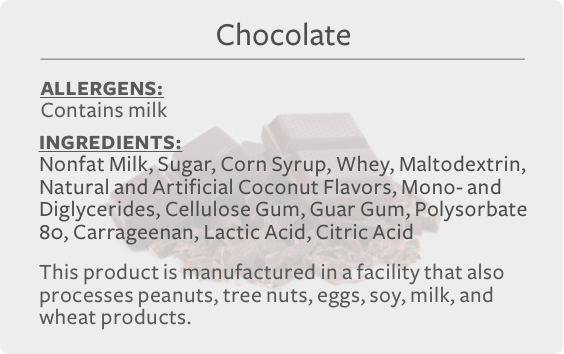 Chocolate
ALLERGENS:
Contains milk
INGREDIENTS:
Nonfat Milk, Sugar, Corn Syrup, Whey, Maltodextrin,
Natural and Artificial Coconut Flavors, Mono- and
Diglycerides, Cellulose Gum, Guar Gum, Polysorbate
80, Carrageenan, Lactic Acid, Citric Acid
This product is manufactured in a facility that also
processes peanuts, tree nuts, eggs, soy, milk, and
wheat products.